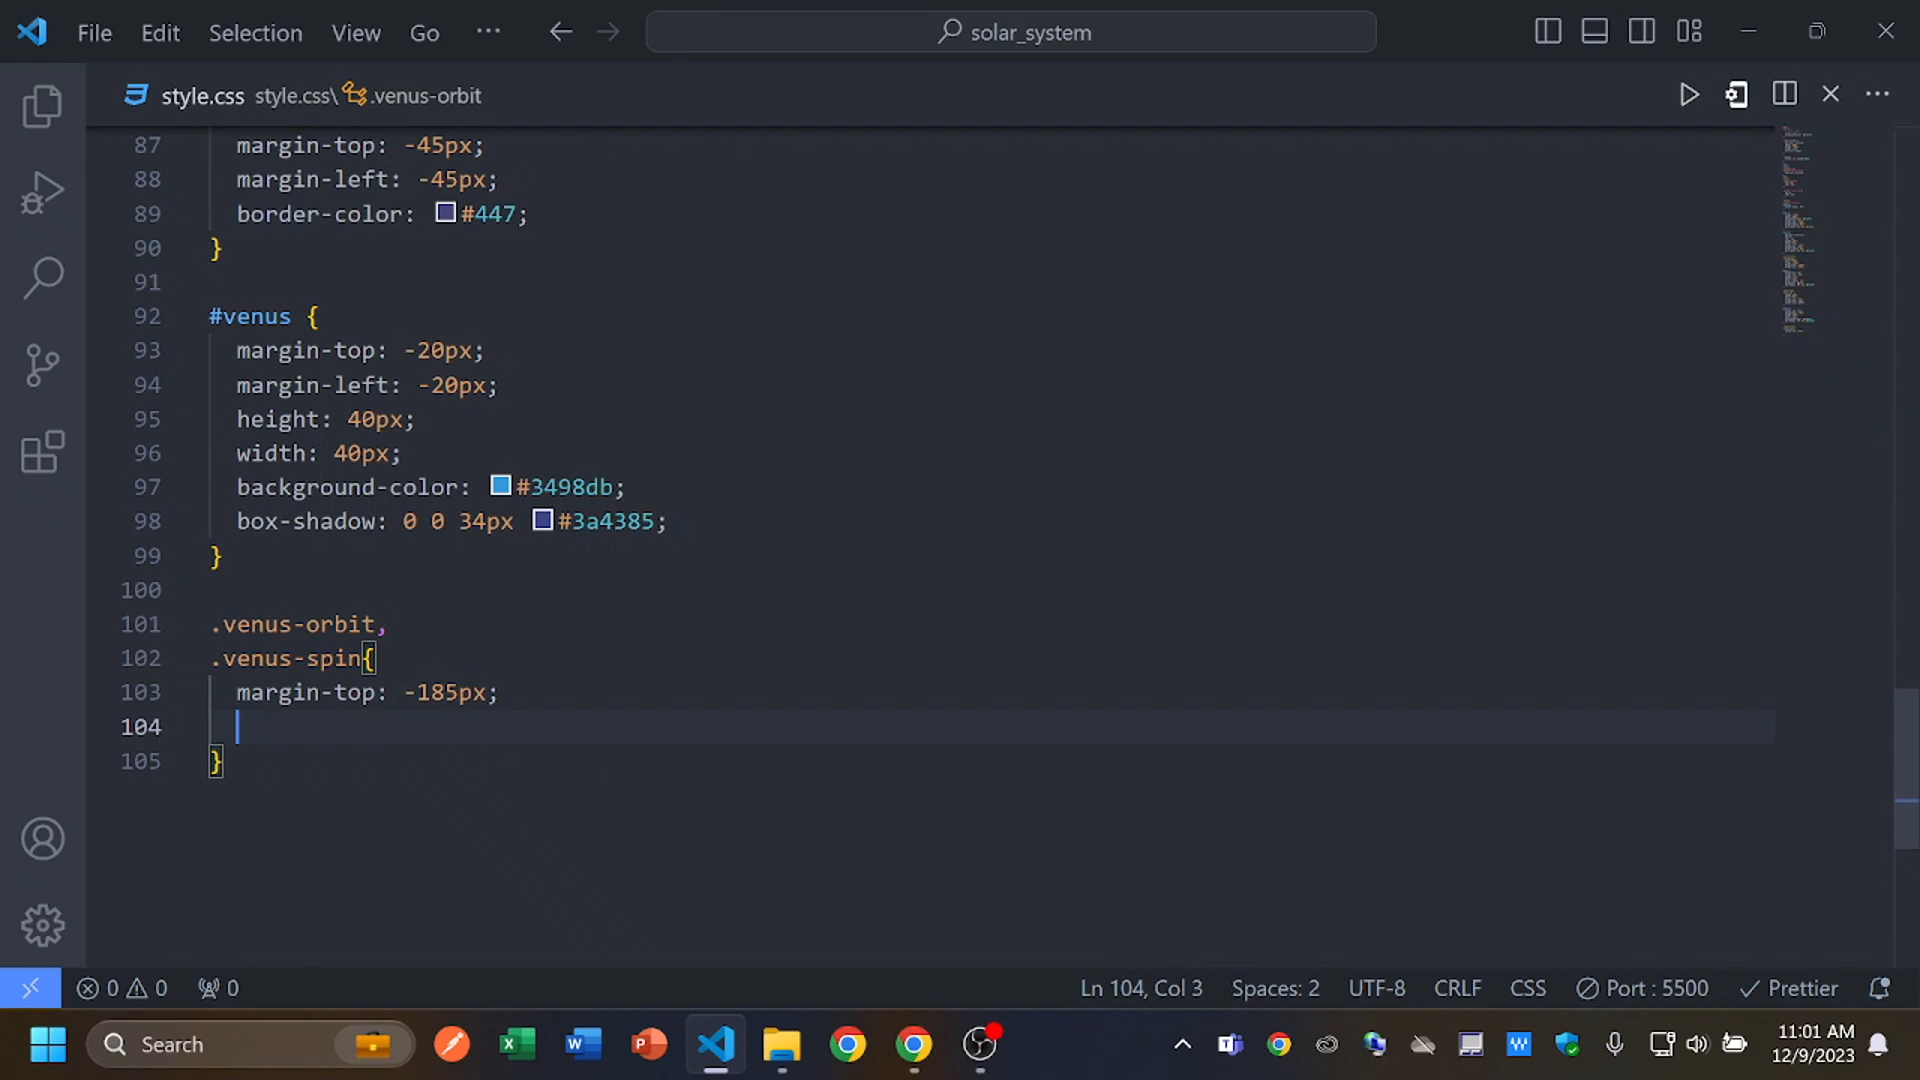 File Edit Selection View Go ··· solar_system
style.css style.css\ .venus-orbit
87 margin-top: -45px;
88 margin-left: -45px;
89 border-color: #447;
90 }
91
92 #venus {
93 margin-top: -20px;
94 margin-left: -20px;
95 height: 40px;
96 width: 40px;
97 background-color: #3498db;
98 box-shadow: 0 0 34px #3a4385;
99 }
100
101 .venus-orbit,
102 .venus-spin{
103 margin-top: -185px;
104
105 }
0 0 0 Ln 104, Col 3 Spaces: 2 UTF-8 CRLF CSS Port : 5500 Prettier
Search 11:01 AM
12/9/2023